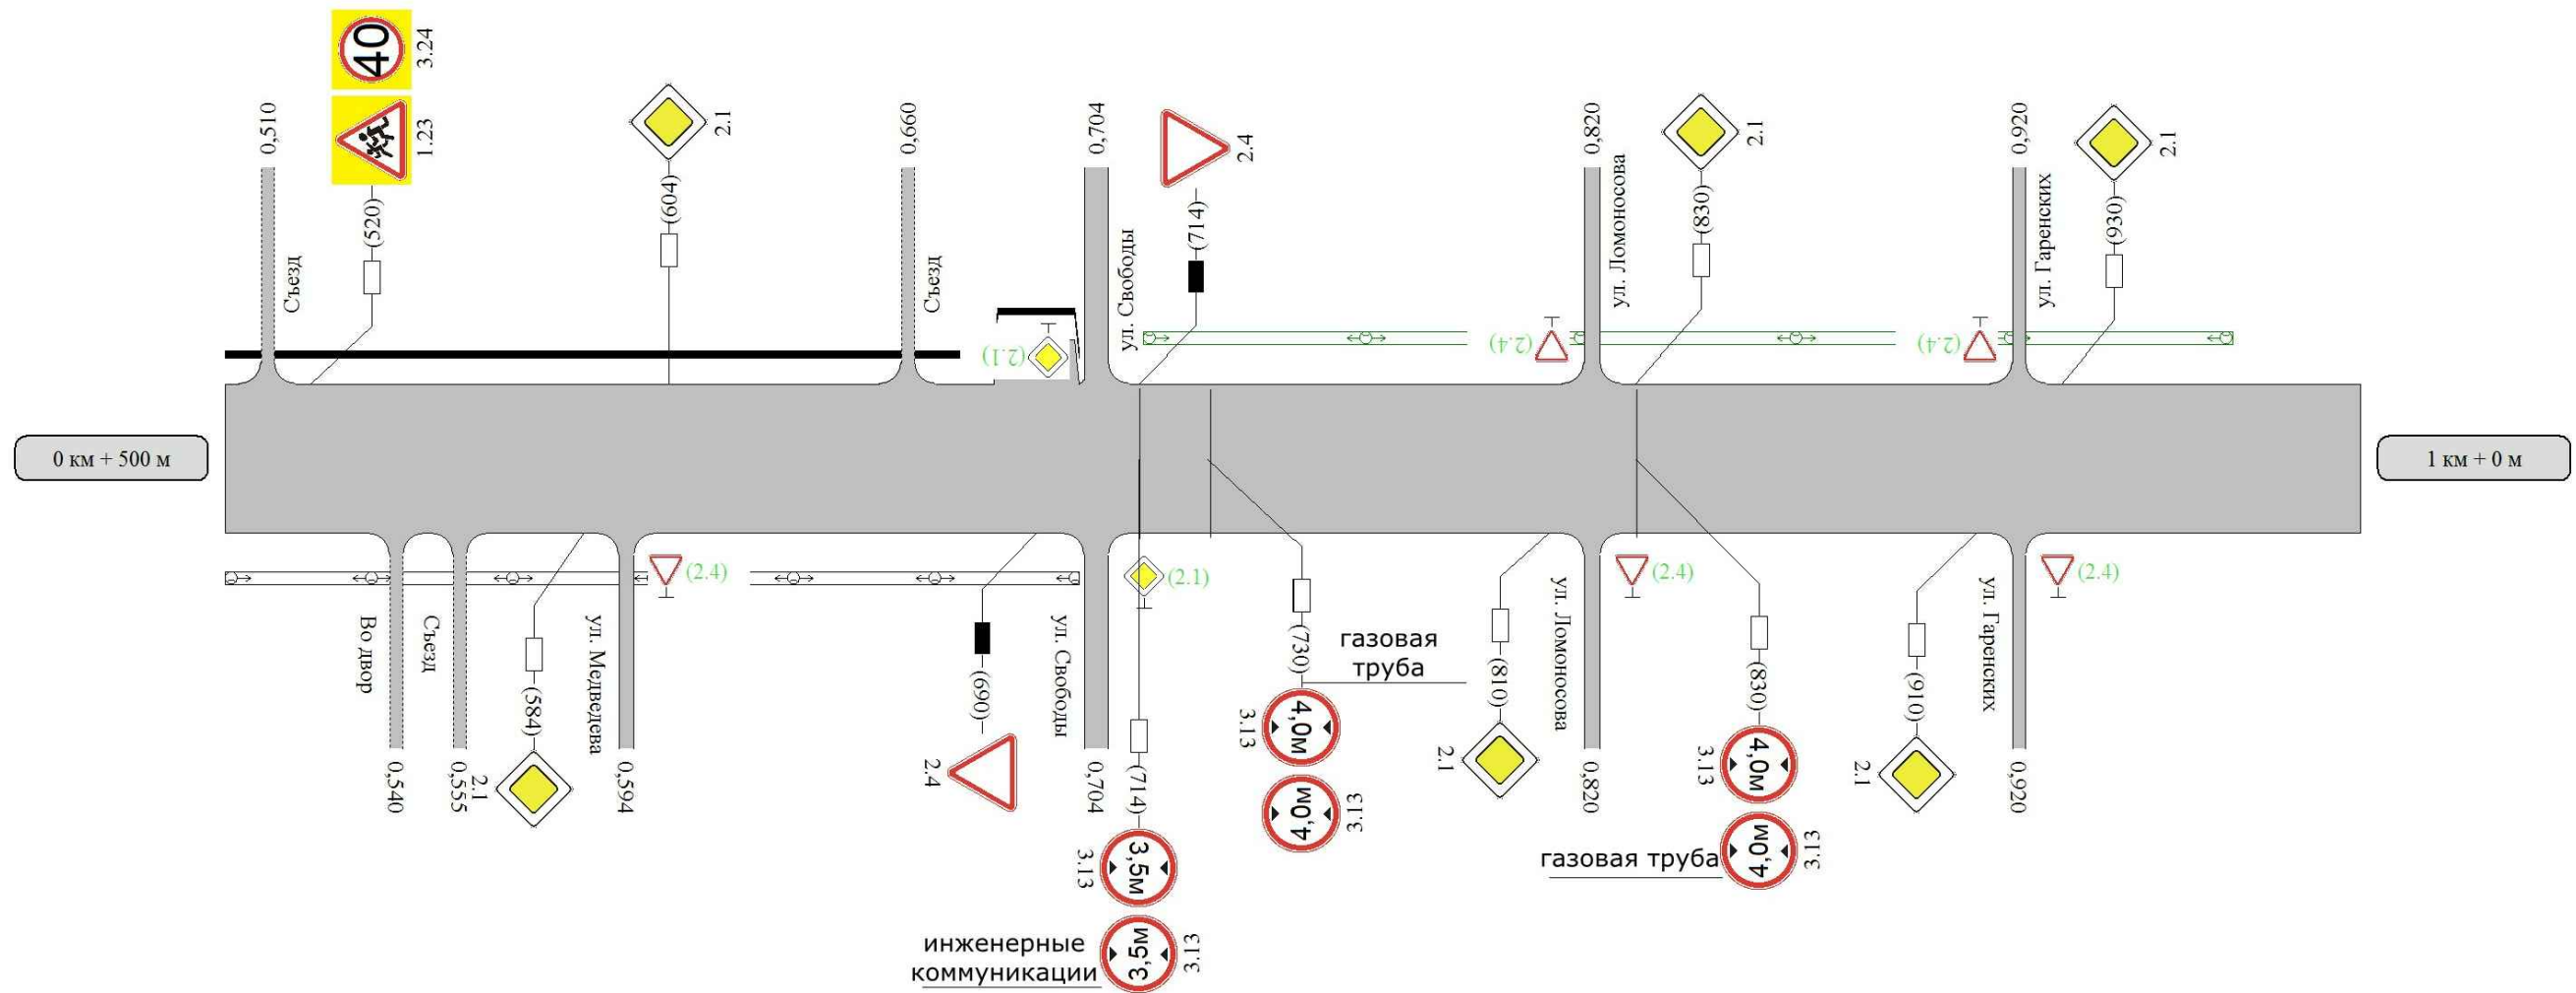 40
3.24
1.23
0,510
Съезд
(520)
2.1
(604)
0,660
Съезд
0,704
ул. Свободы
(2.1)
2.4
(714)
0,820
ул. Ломоносова
(2.4)
2.1
(830)
0,920
ул. Гаренских
(2.4)
2.1
(930)
0 км + 500 м
1 км + 0 м
Во двор
0,540
Съезд
0,555
2.1
(584)
ул. Медведева
0,594
(2.4)
(690)
2.4
ул. Свободы
0,704
(2.1)
(714)
3.13
3,5м
3,5м
3.13
инженерные
коммуникации
(730)
газовая
труба
3.13
4,0м
4,0м
3.13
(810)
2.1
ул. Ломоносова
0,820
(2.4)
(830)
3.13
4,0м
4,0м
3.13
газовая труба
(910)
2.1
ул. Гаренских
0,920
(2.4)